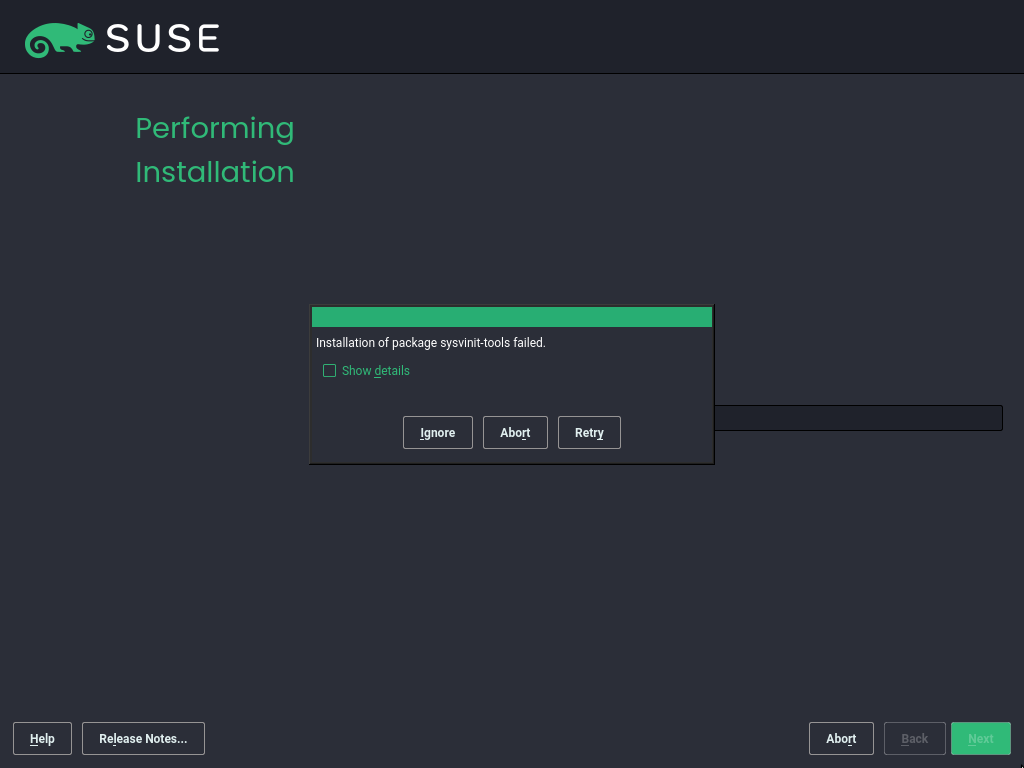 SUSE
Performing
Installation
Installation of package sysvinit-tools failed.
Show details
Ignore
Abort
Retry
Help
Release Notes...
Abort
Back
Next